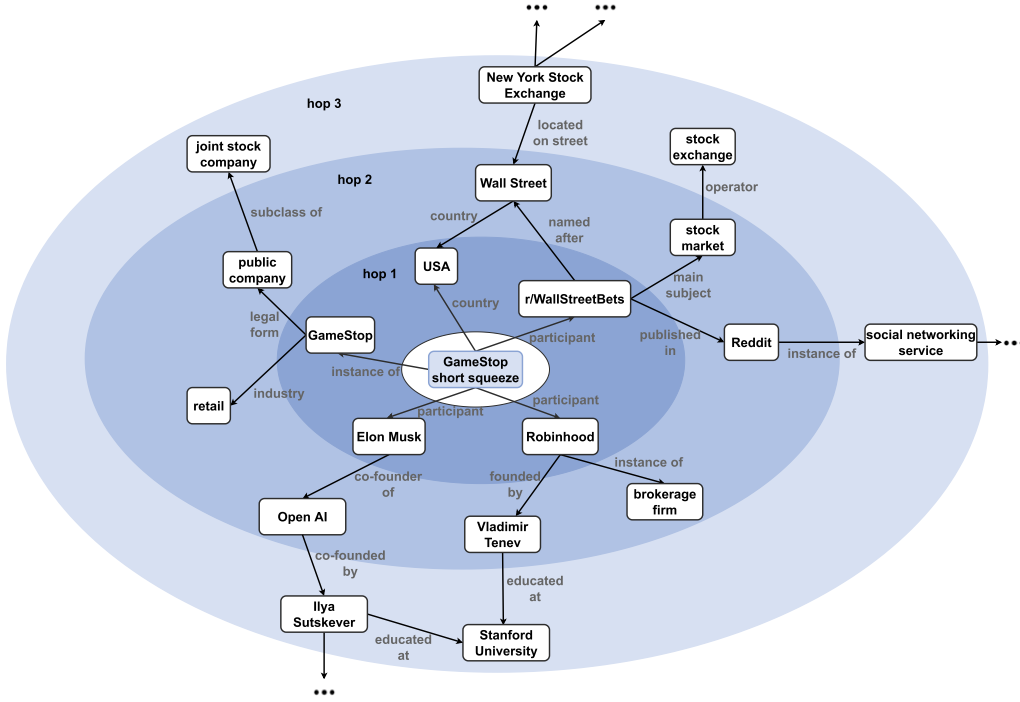 •••
•••
New York Stock
Exchange
hop 3
located
on street
joint stock
company
stock
exchange
hop 2
Wall Street
operator
subclass of
country
named
after
stock
market
hop 1
USA
public
company
main
subject
r/WallStreetBets
country
legal
form
GameStop
participant
published
in
Reddit
instance of
social networking
service
•••
GameStop
short squeeze
instance of
industry
retail
participant
participant
Elon Musk
Robinhood
co-founder
of
founded
by
instance of
brokerage
firm
Open AI
Vladimir
Tenev
co-founded
by
educated
at
Ilya
Sutskever
educated
at
Stanford
University
•••